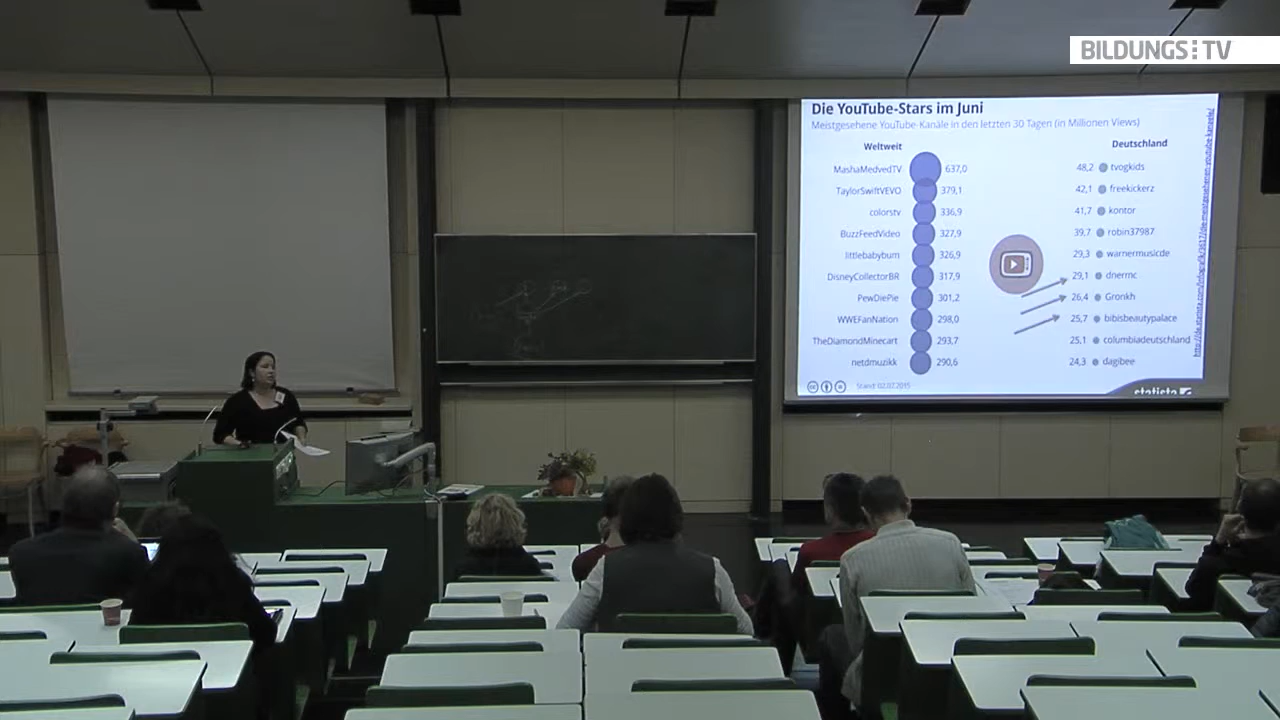 BILDUNGS TV
Die YouTube-Stars im Juni
Meistgesehene YouTube-Kanäle in den letzten 30 Tagen (in Millionen Views)
Weltweit
MashaMedvedTV 637,0
TaylorSwiftVEVO 379,1
colorstv 336,9
BuzzFeedVideo 327,9
littlebabybum 326,9
DisneyCollectorBR 317,9
PewDiePie 301,2
WWEFanNation 298,0
TheDiamondMinecart 293,7
netdmuzikk 290,6
Deutschland
48,2 tvogkids
42,1 freekickerz
41,7 kontor
39,7 robin37987
29,3 warnermusicde
29,1 dnermc
26,4 Gronkh
25,7 bibisbeautypalace
25,1 columbiadeutschland
24,3 dagibee
Stand: 02.07.2015
statista